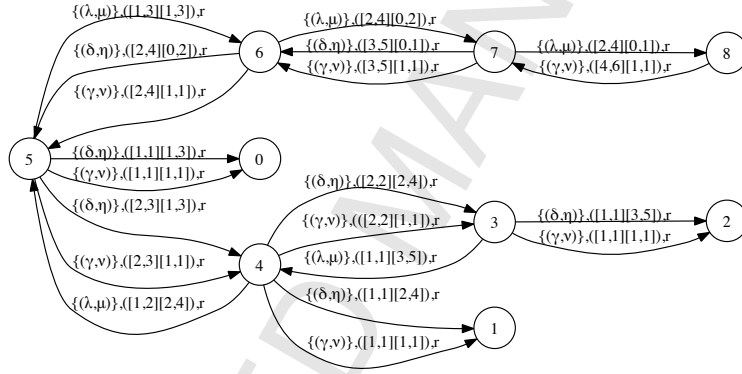 {(λ,μ)},([1,3][1,3]),r
{(δ,η)},([2,4][0,2]),r
{(γ,ν)},([2,4][1,1]),r
6
{(λ,μ)},([2,4][0,2]),r
{(δ,η)},([3,5][0,1]),r
{(γ,ν)},([3,5][1,1]),r
7
{(λ,μ)},([2,4][0,1]),r
{(γ,ν)},([4,6][1,1]),r
8
5
{(δ,η)},([1,1][1,3]),r
{(γ,ν)},([1,1][1,1]),r
0
{(δ,η)},([2,3][1,3]),r
{(γ,ν)},([2,3][1,1]),r
{(λ,μ)},([1,2][2,4]),r
4
{(δ,η)},([2,2][2,4]),r
{(γ,ν)},(([2,2][1,1]),r
{(λ,μ)},([1,1][3,5]),r
3
{(δ,η)},([1,1][3,5]),r
{(γ,ν)},([1,1][1,1]),r
2
{(δ,η)},([1,1][2,4]),r
{(γ,ν)},([1,1][1,1]),r
1